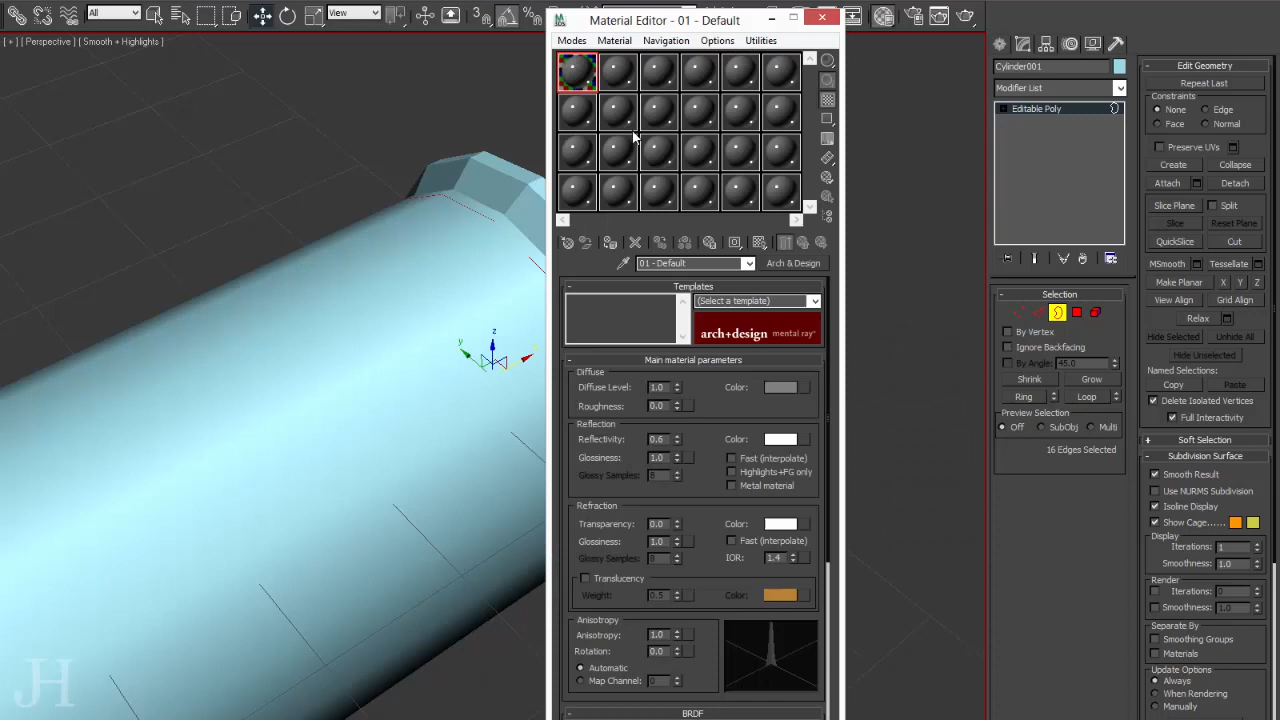 All
View
3
Material Editor - 01 - Default
Modes Material Navigation Options Utilities
[ + ] [ Perspective ] [ Smooth + Highlights ]
Cylinder001
Modifier List
Editable Poly
01 - Default
Arch & Design
Templates
(Select a template)
arch+design mental ray®
Main material parameters
Diffuse
Diffuse Level: 1.0 Color:
Roughness: 0.0
Reflection
Reflectivity: 0.6 Color:
Glossiness: 1.0 Fast (interpolate)
Glossy Samples: 8 Highlights+FG only
Metal material
Refraction
Transparency: 0.0 Color:
Glossiness: 1.0 Fast (interpolate)
Glossy Samples: 8 IOR: 1.4
Translucency
Weight: 0.5 Color:
Anisotropy
Anisotropy: 1.0
Rotation: 0.0
Automatic
Map Channel: 0
BRDF
z
y
JH
Selection
By Vertex
Ignore Backfacing
By Angle: 45.0
Shrink Grow
Ring Loop
Preview Selection
Off SubObj Multi
16 Edges Selected
Edit Geometry
Repeat Last
Constraints
None Edge
Face Normal
Preserve UVs
Create Collapse
Attach Detach
Slice Plane Split
Slice Reset Plane
QuickSlice Cut
MSmooth Tessellate
Make Planar X Y Z
View Align Grid Align
Relax
Hide Selected Unhide All
Hide Unselected
Named Selections:
Copy Paste
Delete Isolated Vertices
Full Interactivity
Soft Selection
Subdivision Surface
Smooth Result
Use NURMS Subdivision
Isoline Display
Show Cage......
Display
Iterations: 1
Smoothness: 1.0
Render
Iterations: 0
Smoothness: 1.0
Separate By
Smoothing Groups
Materials
Update Options
Always
When Rendering
Manually